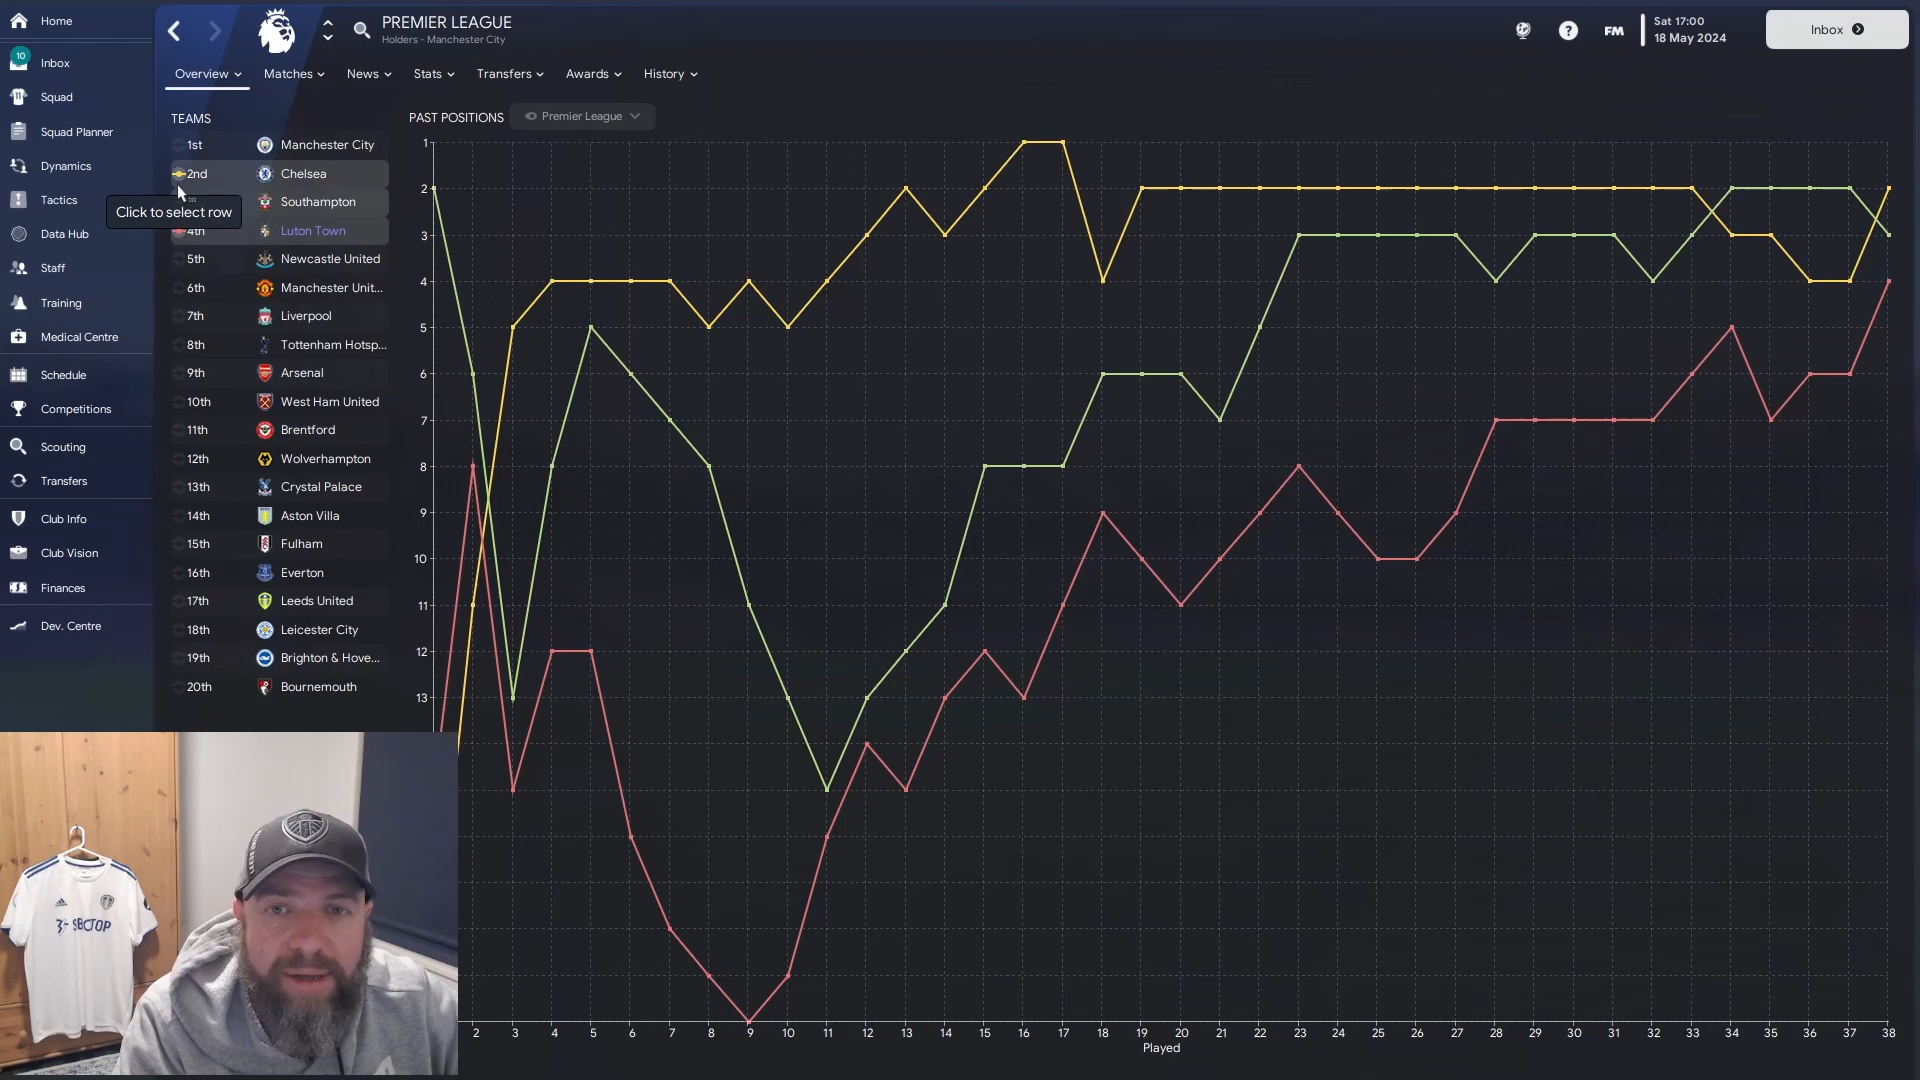 Home
10
Inbox
Squad
Squad Planner
Dynamics
Tactics
Data Hub
Staff
Training
Medical Centre
Schedule
Competitions
Scouting
Transfers
Club Info
Club Vision
Finances
Dev. Centre
PREMIER LEAGUE
Holders - Manchester City
FM
Sat 17:00
18 May 2024
Inbox
Overview
Matches
News
Stats
Transfers
Awards
History
TEAMS
1st Manchester City
2nd Chelsea
Southampton
Click to select row
4th Luton Town
5th Newcastle United
6th Manchester Unit...
7th Liverpool
8th Tottenham Hotsp...
9th Arsenal
10th West Ham United
11th Brentford
12th Wolverhampton
13th Crystal Palace
14th Aston Villa
15th Fulham
16th Everton
17th Leeds United
18th Leicester City
19th Brighton & Hove...
20th Bournemouth
PAST POSITIONS Premier League
1
2
3
4
5
6
7
8
9
10
11
12
13
2 3 4 5 6 7 8 9 10 11 12 13 14 15 16 17 18 19 20 21 22 23 24 25 26 27 28 29 30 31 32 33 34 35 36 37 38
Played
SBOTOP